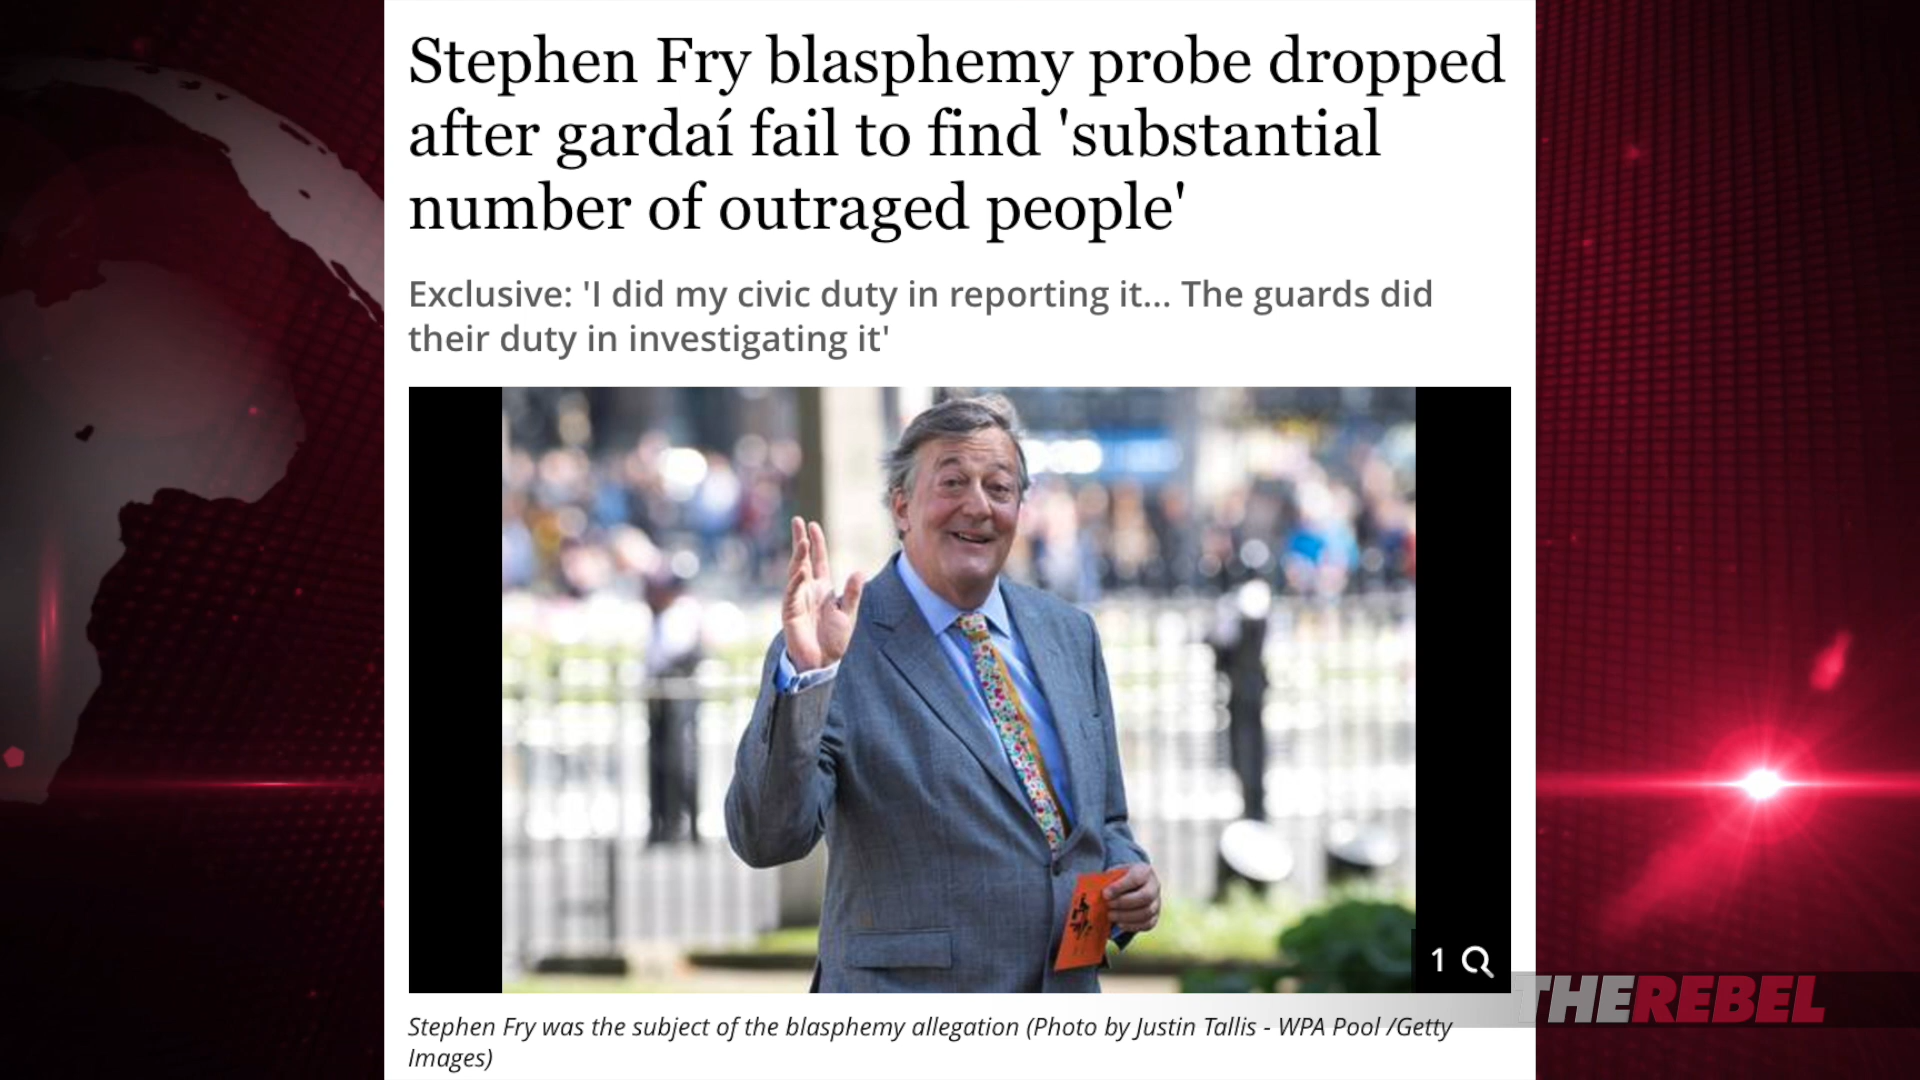 Stephen Fry blasphemy probe dropped
after gardaí fail to find 'substantial
number of outraged people'
Exclusive: 'I did my civic duty in reporting it... The guards did
their duty in investigating it'
1
Stephen Fry was the subject of the blasphemy allegation (Photo by Justin Tallis - WPA Pool /Getty
Images)
THEREBEL